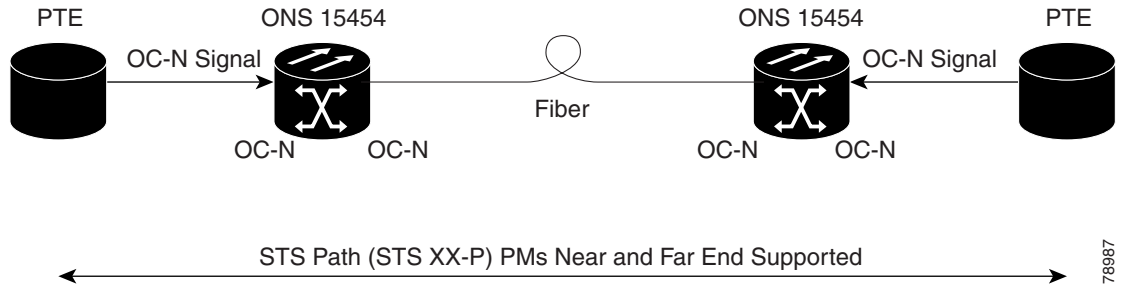 PTE
ONS 15454
ONS 15454
PTE
OC-N Signal
OC-N Signal
Fiber
OC-N
OC-N
OC-N
OC-N
STS Path (STS XX-P) PMs Near and Far End Supported
78987